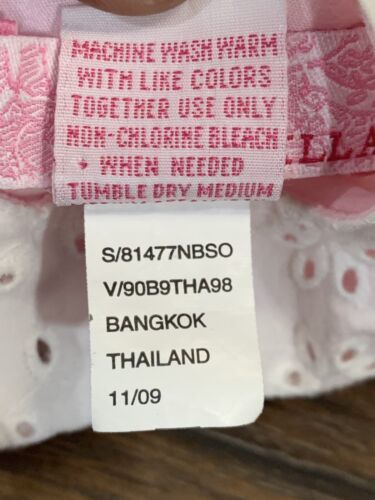 MACHINE WASH WARM
WITH LIKE COLORS
TOGETHER USE ONLY
NON-CHLORINE BLEACH
WHEN NEEDED
TUMBLE DRY MEDIUM
S/81477NBSO
V/90B9THA98
BANGKOK
THAILAND
11/09